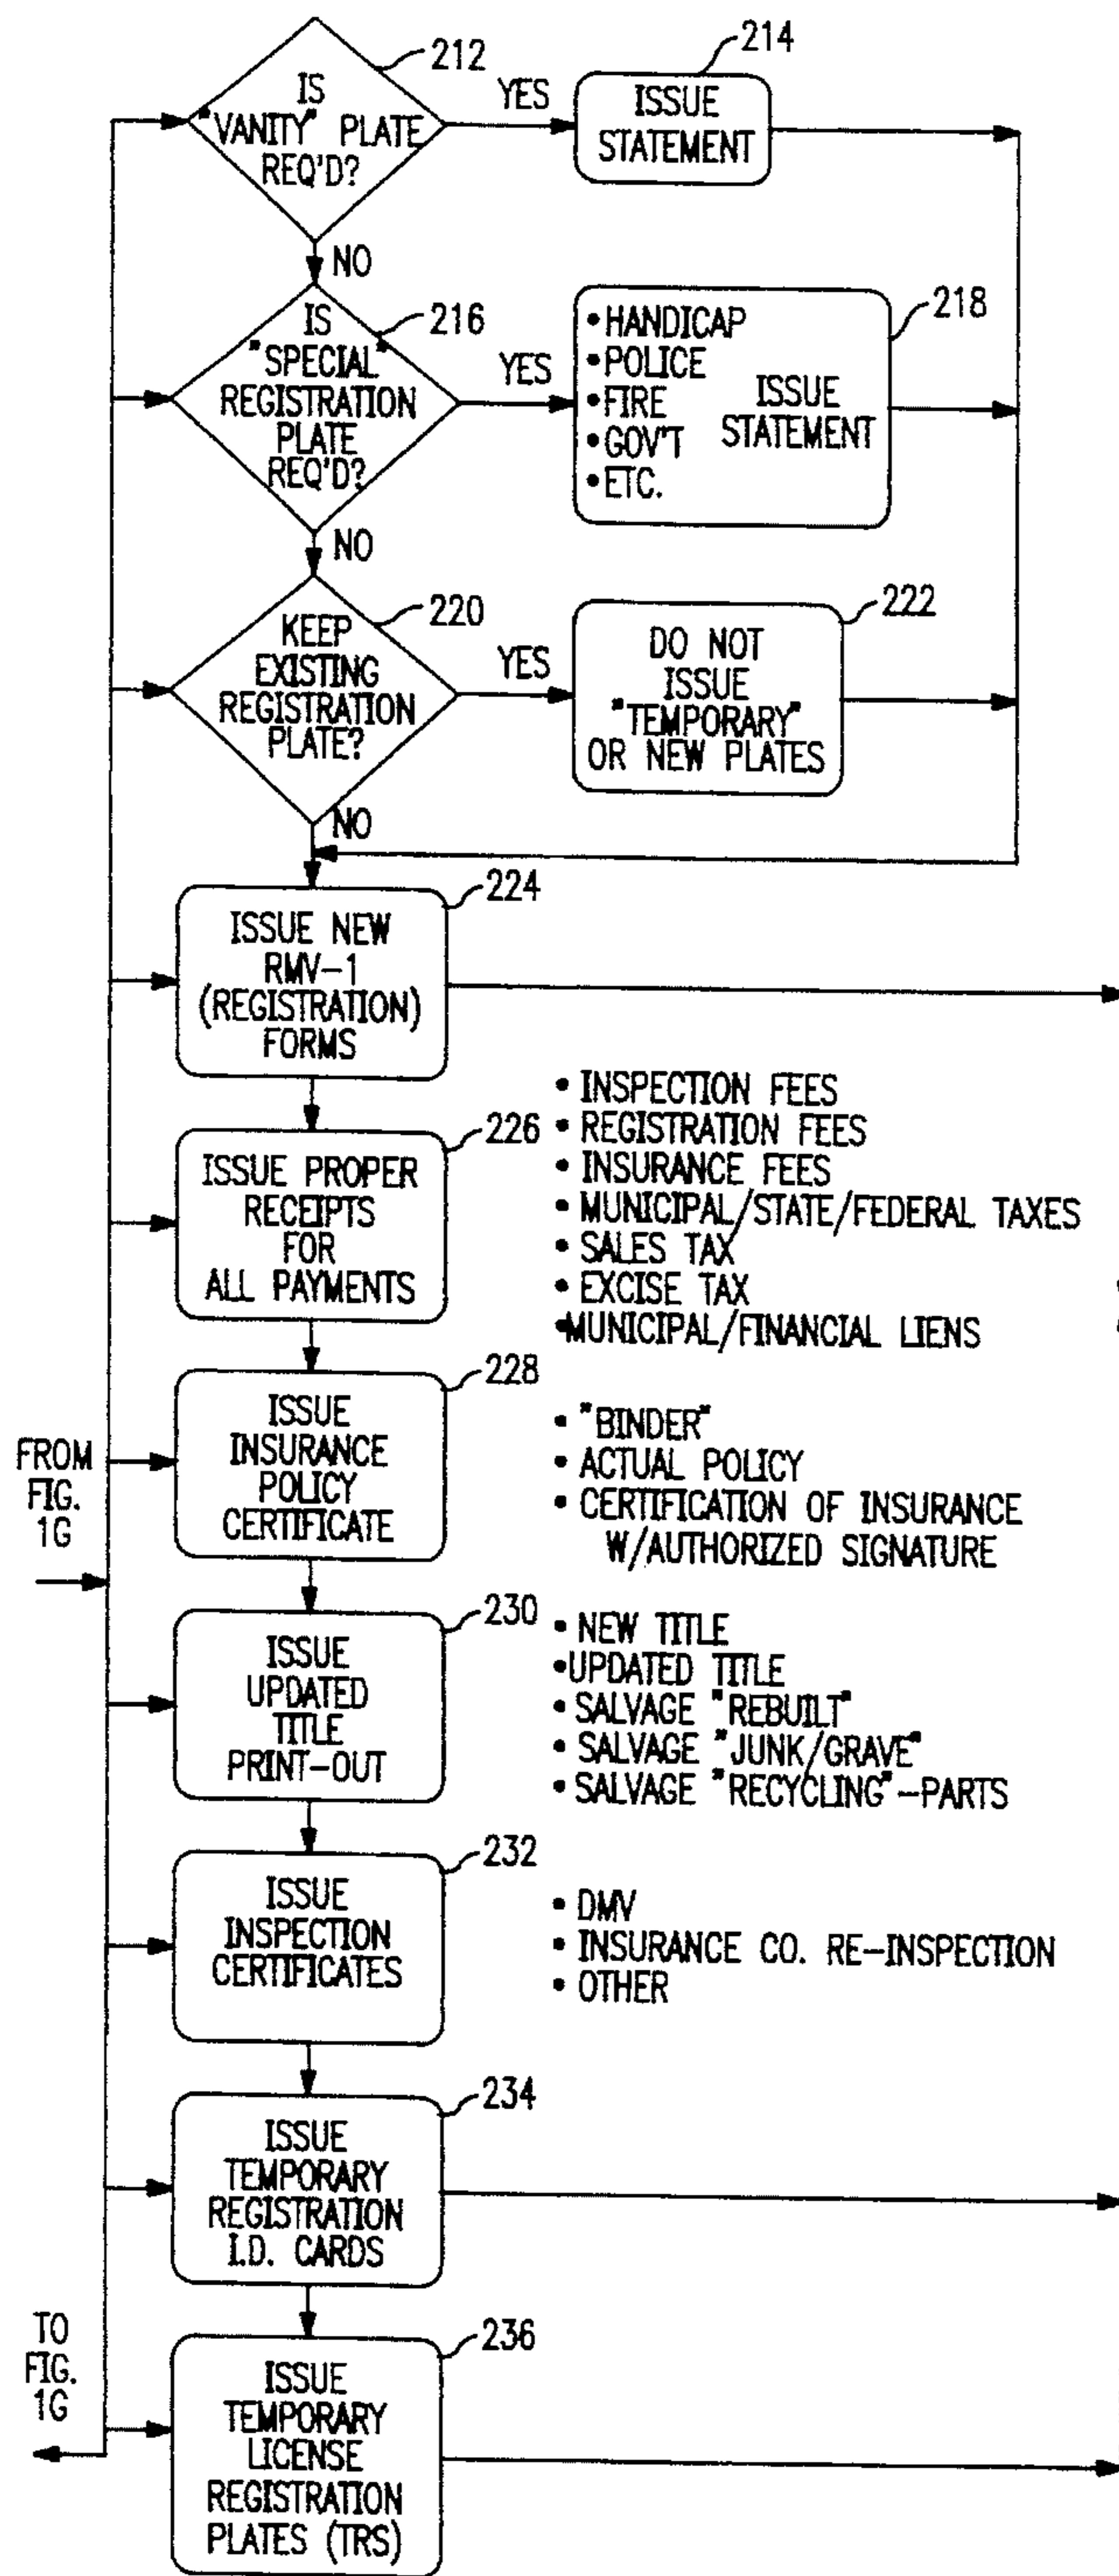 212
IS
"VANITY" PLATE
REQ'D?
YES
214
ISSUE
STATEMENT
NO
216
IS
"SPECIAL"
REGISTRATION
PLATE
REQ'D?
YES
218
•HANDICAP
•POLICE
•FIRE
•GOV'T
•ETC.
ISSUE
STATEMENT
NO
220
KEEP
EXISTING
REGISTRATION
PLATE?
YES
222
DO NOT
ISSUE
"TEMPORARY"
OR NEW PLATES
NO
224
ISSUE NEW
RMV-1
(REGISTRATION)
FORMS
226
ISSUE PROPER
RECEIPTS
FOR
ALL PAYMENTS
• INSPECTION FEES
• REGISTRATION FEES
• INSURANCE FEES
• MUNICIPAL/STATE/FEDERAL TAXES
• SALES TAX
• EXCISE TAX
•MUNICIPAL/FINANCIAL LIENS
228
ISSUE
INSURANCE
POLICY
CERTIFICATE
• "BINDER"
• ACTUAL POLICY
• CERTIFICATION OF INSURANCE
W/AUTHORIZED SIGNATURE
FROM
FIG.
1G
230
ISSUE
UPDATED
TITLE
PRINT-OUT
• NEW TITLE
•UPDATED TITLE
• SALVAGE "REBUILT"
• SALVAGE "JUNK/GRAVE"
• SALVAGE "RECYCLING"-PARTS
232
ISSUE
INSPECTION
CERTIFICATES
• DMV
• INSURANCE CO. RE-INSPECTION
• OTHER
234
ISSUE
TEMPORARY
REGISTRATION
I.D. CARDS
TO
FIG.
1G
236
ISSUE
TEMPORARY
LICENSE
REGISTRATION
PLATES (TRS)